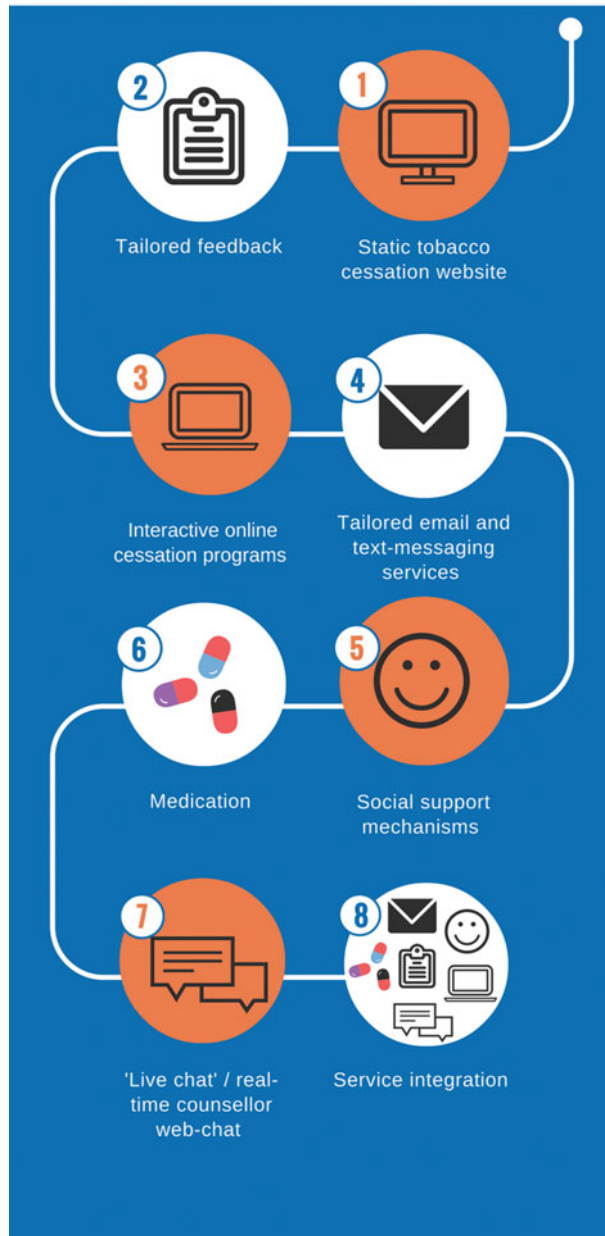 1
Static tobacco
cessation website
2
Tailored feedback
3
Interactive online
cessation programs
4
Tailored email and
text-messaging
services
5
Social support
mechanisms
6
Medication
7
'Live chat' / real-
time counsellor
web-chat
8
Service integration